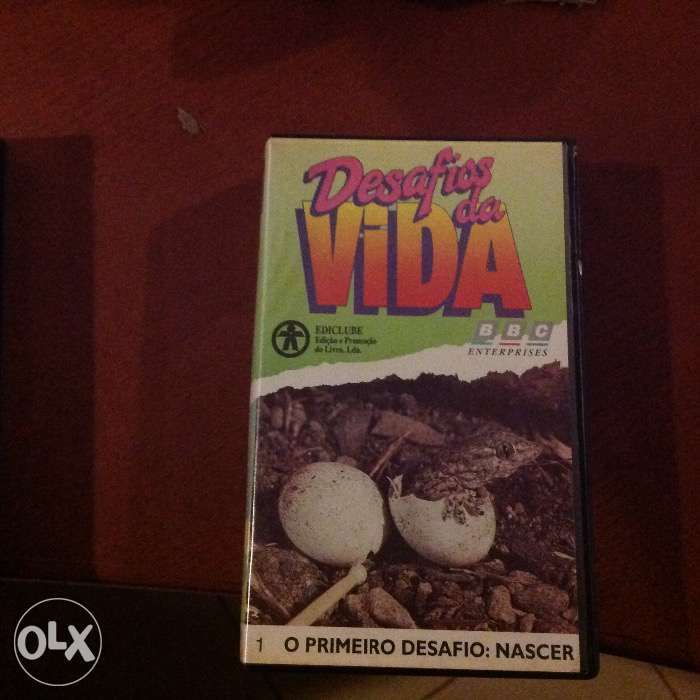 Desafios
da
ViDA
EDICLUBE
Edição e Promoção
do Livro, Lda.
BBC
ENTERPRISES
1 O PRIMEIRO DESAFIO: NASCER
OLX